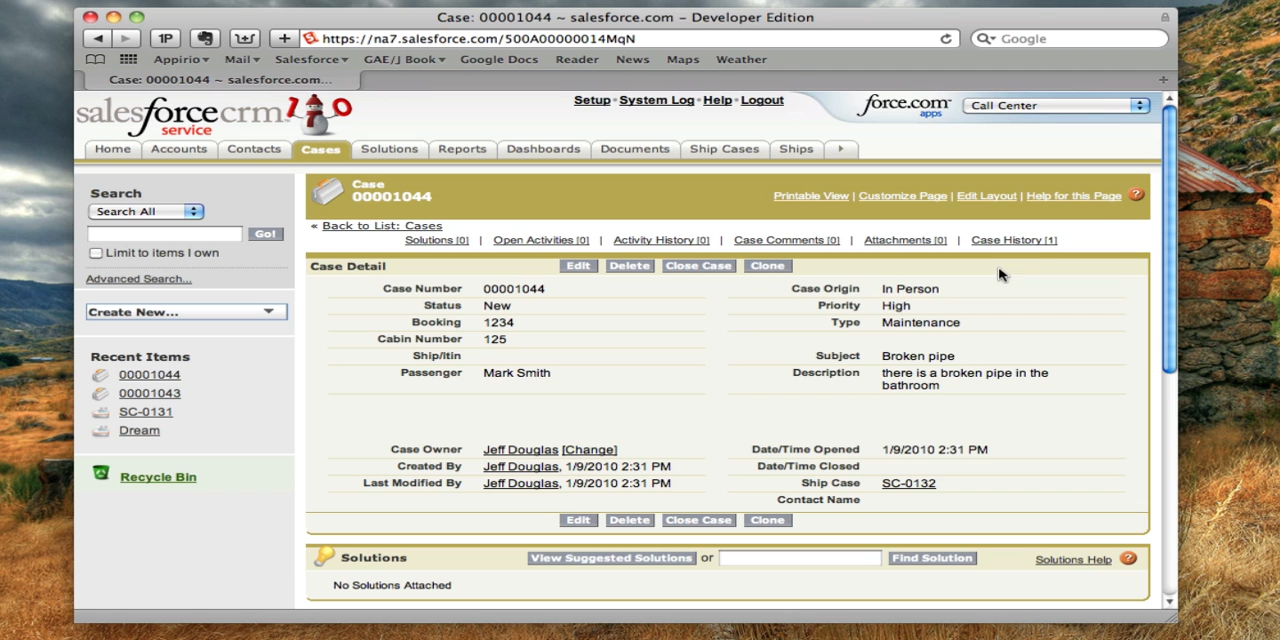 Case: 00001044 ~ salesforce.com – Developer Edition
1P
+
https://na7.salesforce.com/500A00000014MqN
Google
Appirio Mail Salesforce GAE/J Book Google Docs Reader News Maps Weather
Case: 00001044 ~ salesforce.com...
salesforcecrm
service
Setup · System Log · Help · Logout
force.com
apps
Call Center
Home Accounts Contacts Cases Solutions Reports Dashboards Documents Ship Cases Ships
Search
Search All
Go!
Limit to items I own
Advanced Search...
Create New...
Recent Items
00001044
00001043
SC-0131
Dream
Recycle Bin
Case
00001044
Printable View | Customize Page | Edit Layout | Help for this Page ?
« Back to List: Cases
Solutions [0] | Open Activities [0] | Activity History [0] | Case Comments [0] | Attachments [0] | Case History [1]
Case Detail Edit Delete Close Case Clone
Case Number 00001044 Case Origin In Person
Status New Priority High
Booking 1234 Type Maintenance
Cabin Number 125
Ship/Itin Subject Broken pipe
Passenger Mark Smith Description there is a broken pipe in the
bathroom
Case Owner Jeff Douglas [Change] Date/Time Opened 1/9/2010 2:31 PM
Created By Jeff Douglas, 1/9/2010 2:31 PM Date/Time Closed
Last Modified By Jeff Douglas, 1/9/2010 2:31 PM Ship Case SC-0132
Contact Name
Edit Delete Close Case Clone
Solutions View Suggested Solutions or Find Solution Solutions Help ?
No Solutions Attached